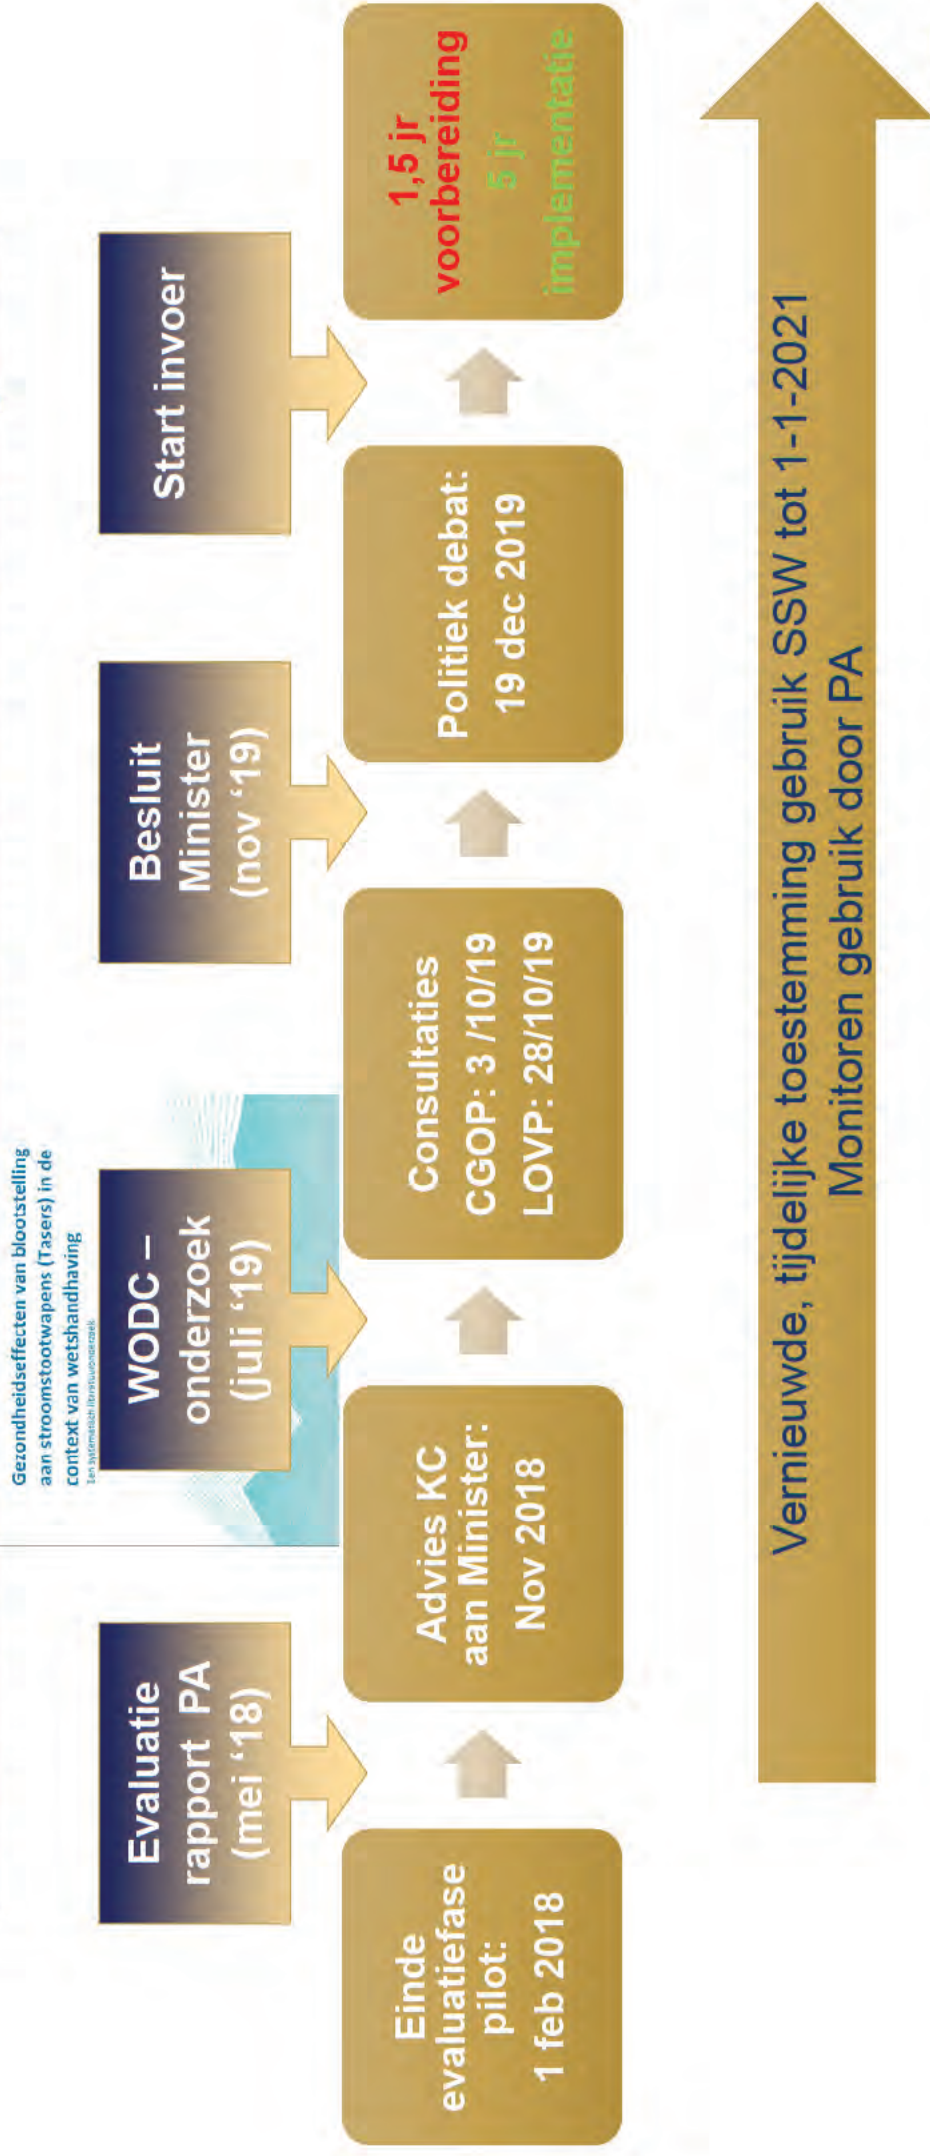 Gezondheidseffecten van blootstelling
aan stroomstootwapens (Tasers) in de
context van wetshandhaving
Een systematisch literatuuronderzoek
Evaluatie
rapport PA
(mei ‘18)
WODC –
onderzoek
(juli ‘19)
Besluit
Minister
(nov ‘19)
Start invoer
Einde
evaluatiefase
pilot:
1 feb 2018
Advies KC
aan Minister:
Nov 2018
Consultaties
CGOP: 3 /10/19
LOVP: 28/10/19
Politiek debat:
19 dec 2019
1,5 jr
voorbereiding
5 jr
implementatie
Vernieuwde, tijdelijke toestemming gebruik SSW tot 1-1-2021
Monitoren gebruik door PA